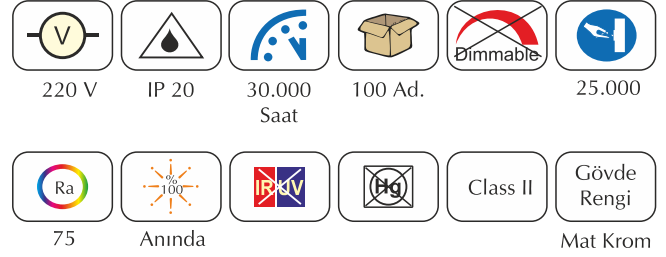 V
Dimmable
220 V
IP 20
30.000
Saat
100 Ad.
25.000
Ra
%
100
IR UV
Hg
Class II
Gövde
Rengi
75
Anında
Mat Krom